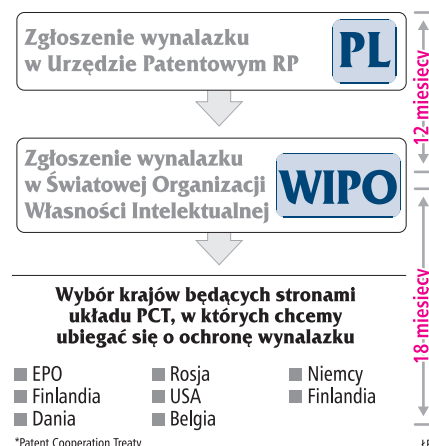 Zgłoszenie wynalazku
w Urzędzie Patentowym RP
PL
12 miesiecy
Zgłoszenie wynalazku
w Światowej Organizacji
Własności Intelektualnej
WIPO
18 miesiecy
Wybór krajów będących stronami
układu PCT, w których chcemy
ubiegać się o ochronę wynalazku
EPO
Finlandia
Dania
Rosja
USA
Belgia
Niemcy
Finlandia
*Patent Cooperation Treaty